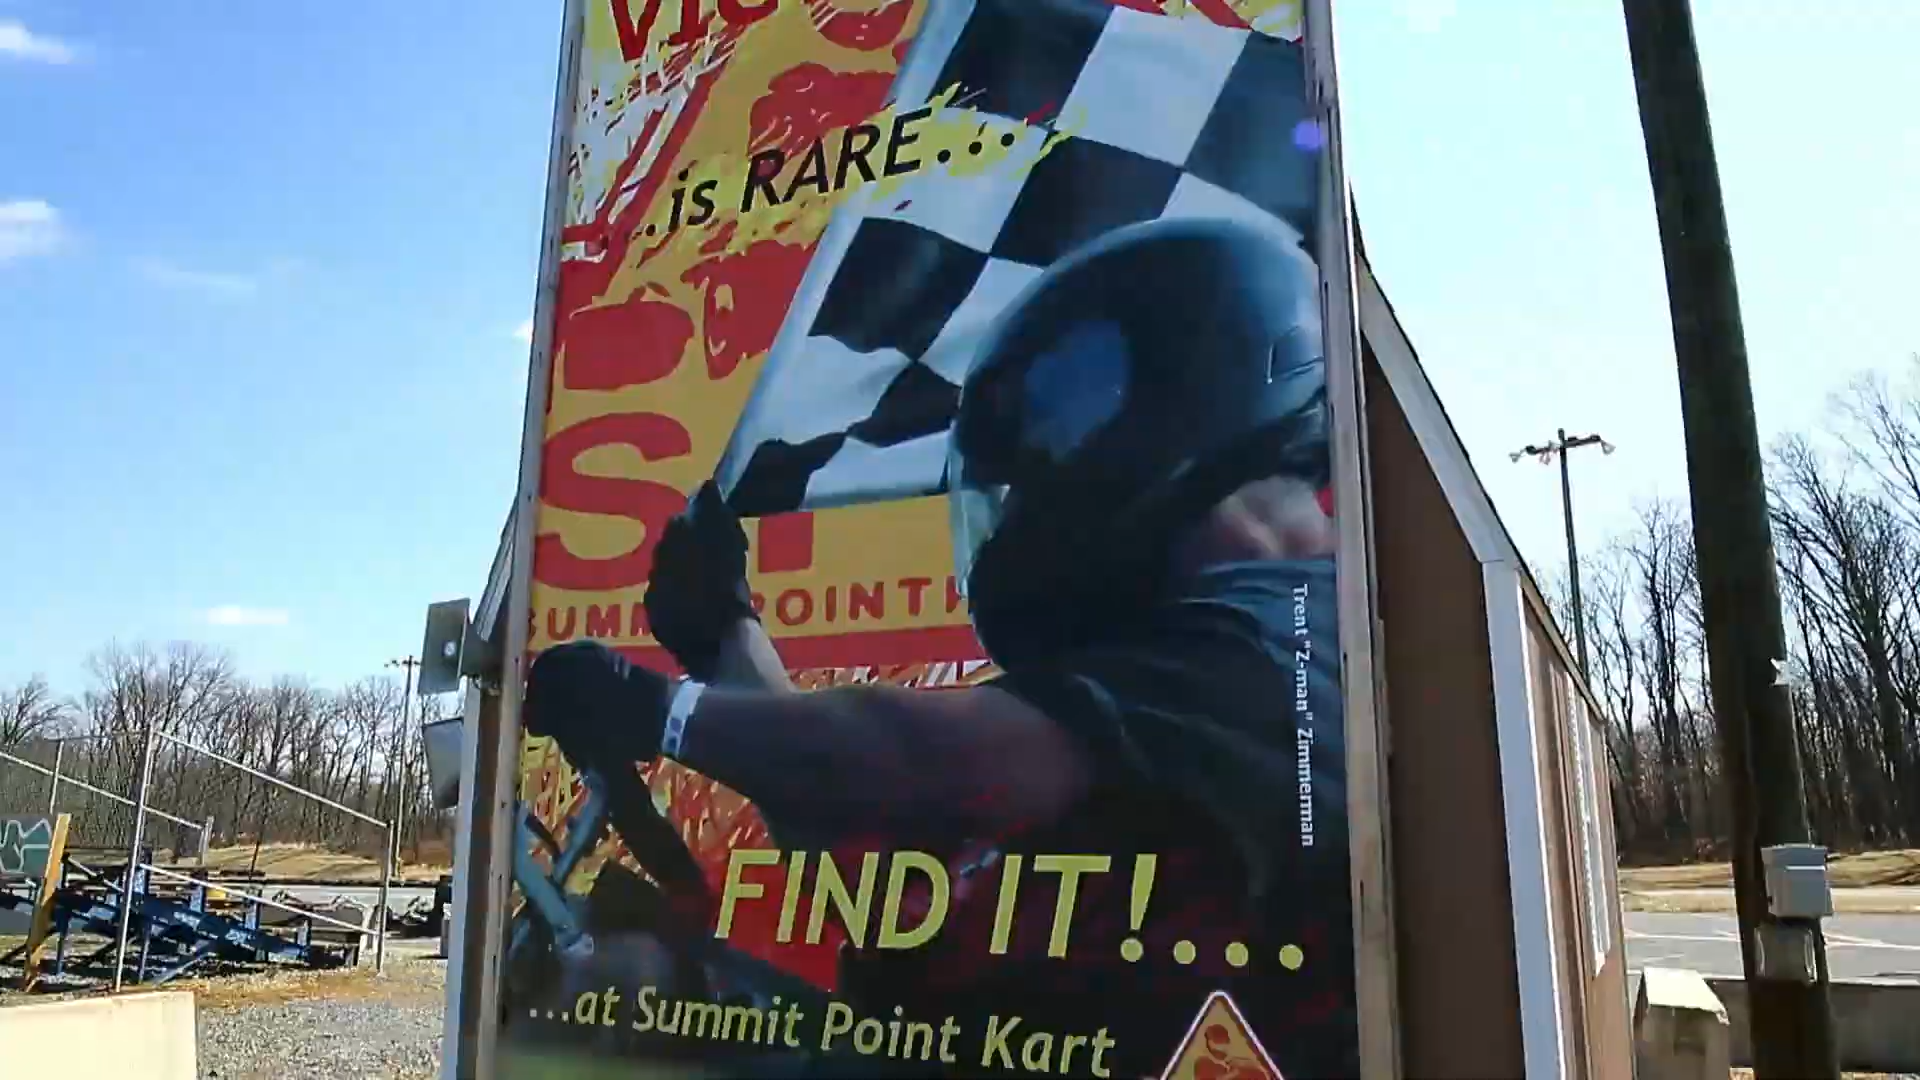 ...is RARE...
FIND IT!...
...at Summit Point Kart
Trent "Z-man" Zimmerman